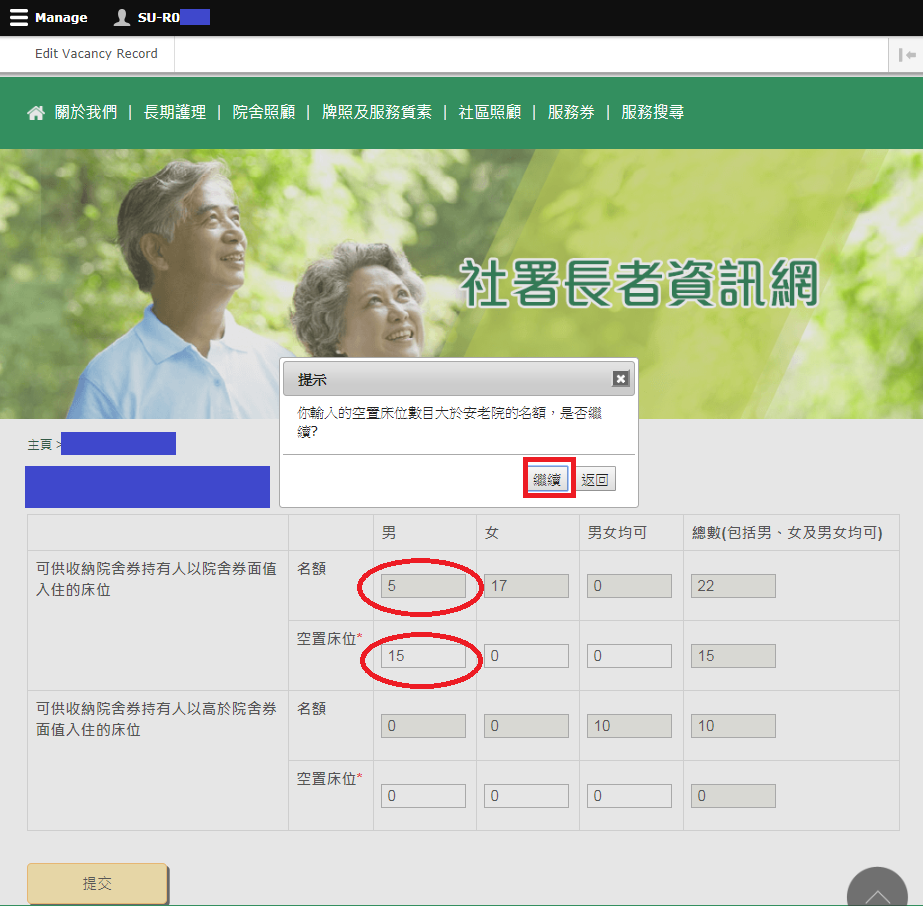 Manage SU-R0
Edit Vacancy Record
關於我們 | 長期護理 | 院舍照顧 | 牌照及服務質素 | 社區照顧 | 服務券 | 服務搜尋
社署長者資訊網
提示
你輸入的空置床位數目大於安老院的名額，是否繼
續?
繼續 返回
主頁 >
男 女 男女均可 總數(包括男、女及男女均可)
可供收納院舍券持有人以院舍券面值
入住的床位
名額 5 17 0 22
空置床位* 15 0 0 15
可供收納院舍券持有人以高於院舍券
面值入住的床位
名額 0 0 10 10
空置床位* 0 0 0 0
提交